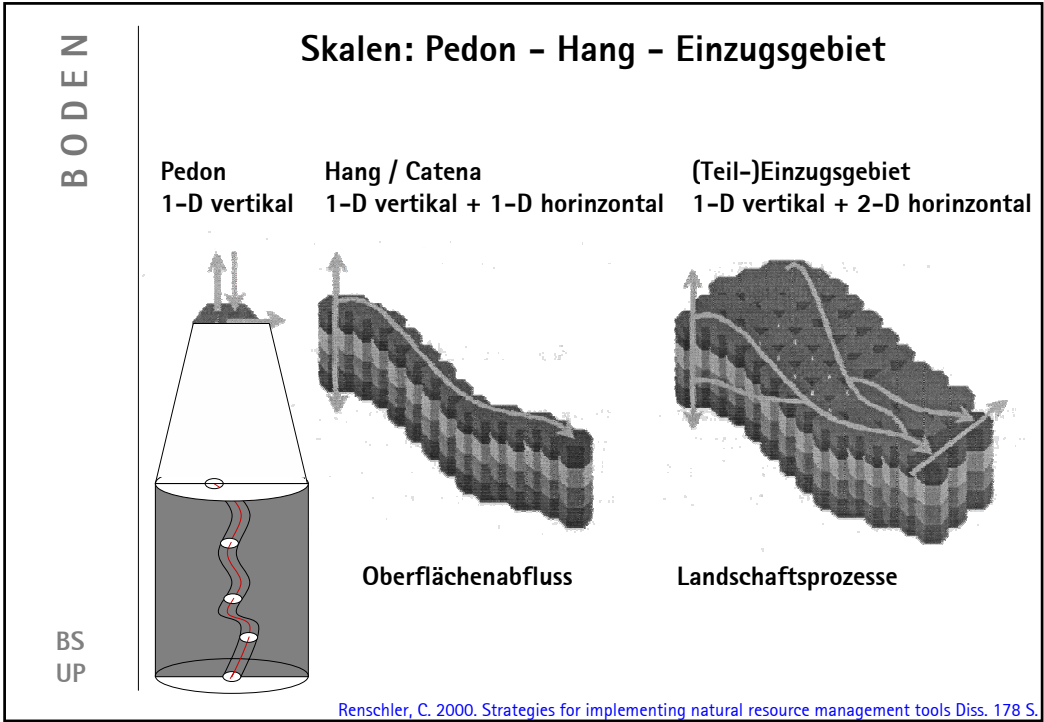 BODEN
Skalen: Pedon - Hang - Einzugsgebiet
Pedon
1-D vertikal
Hang / Catena
1-D vertikal + 1-D horinzontal
(Teil-)Einzugsgebiet
1-D vertikal + 2-D horinzontal
Oberflächenabfluss
Landschaftsprozesse
BS
UP
Renschler, C. 2000. Strategies for implementing natural resource management tools Diss. 178 S.